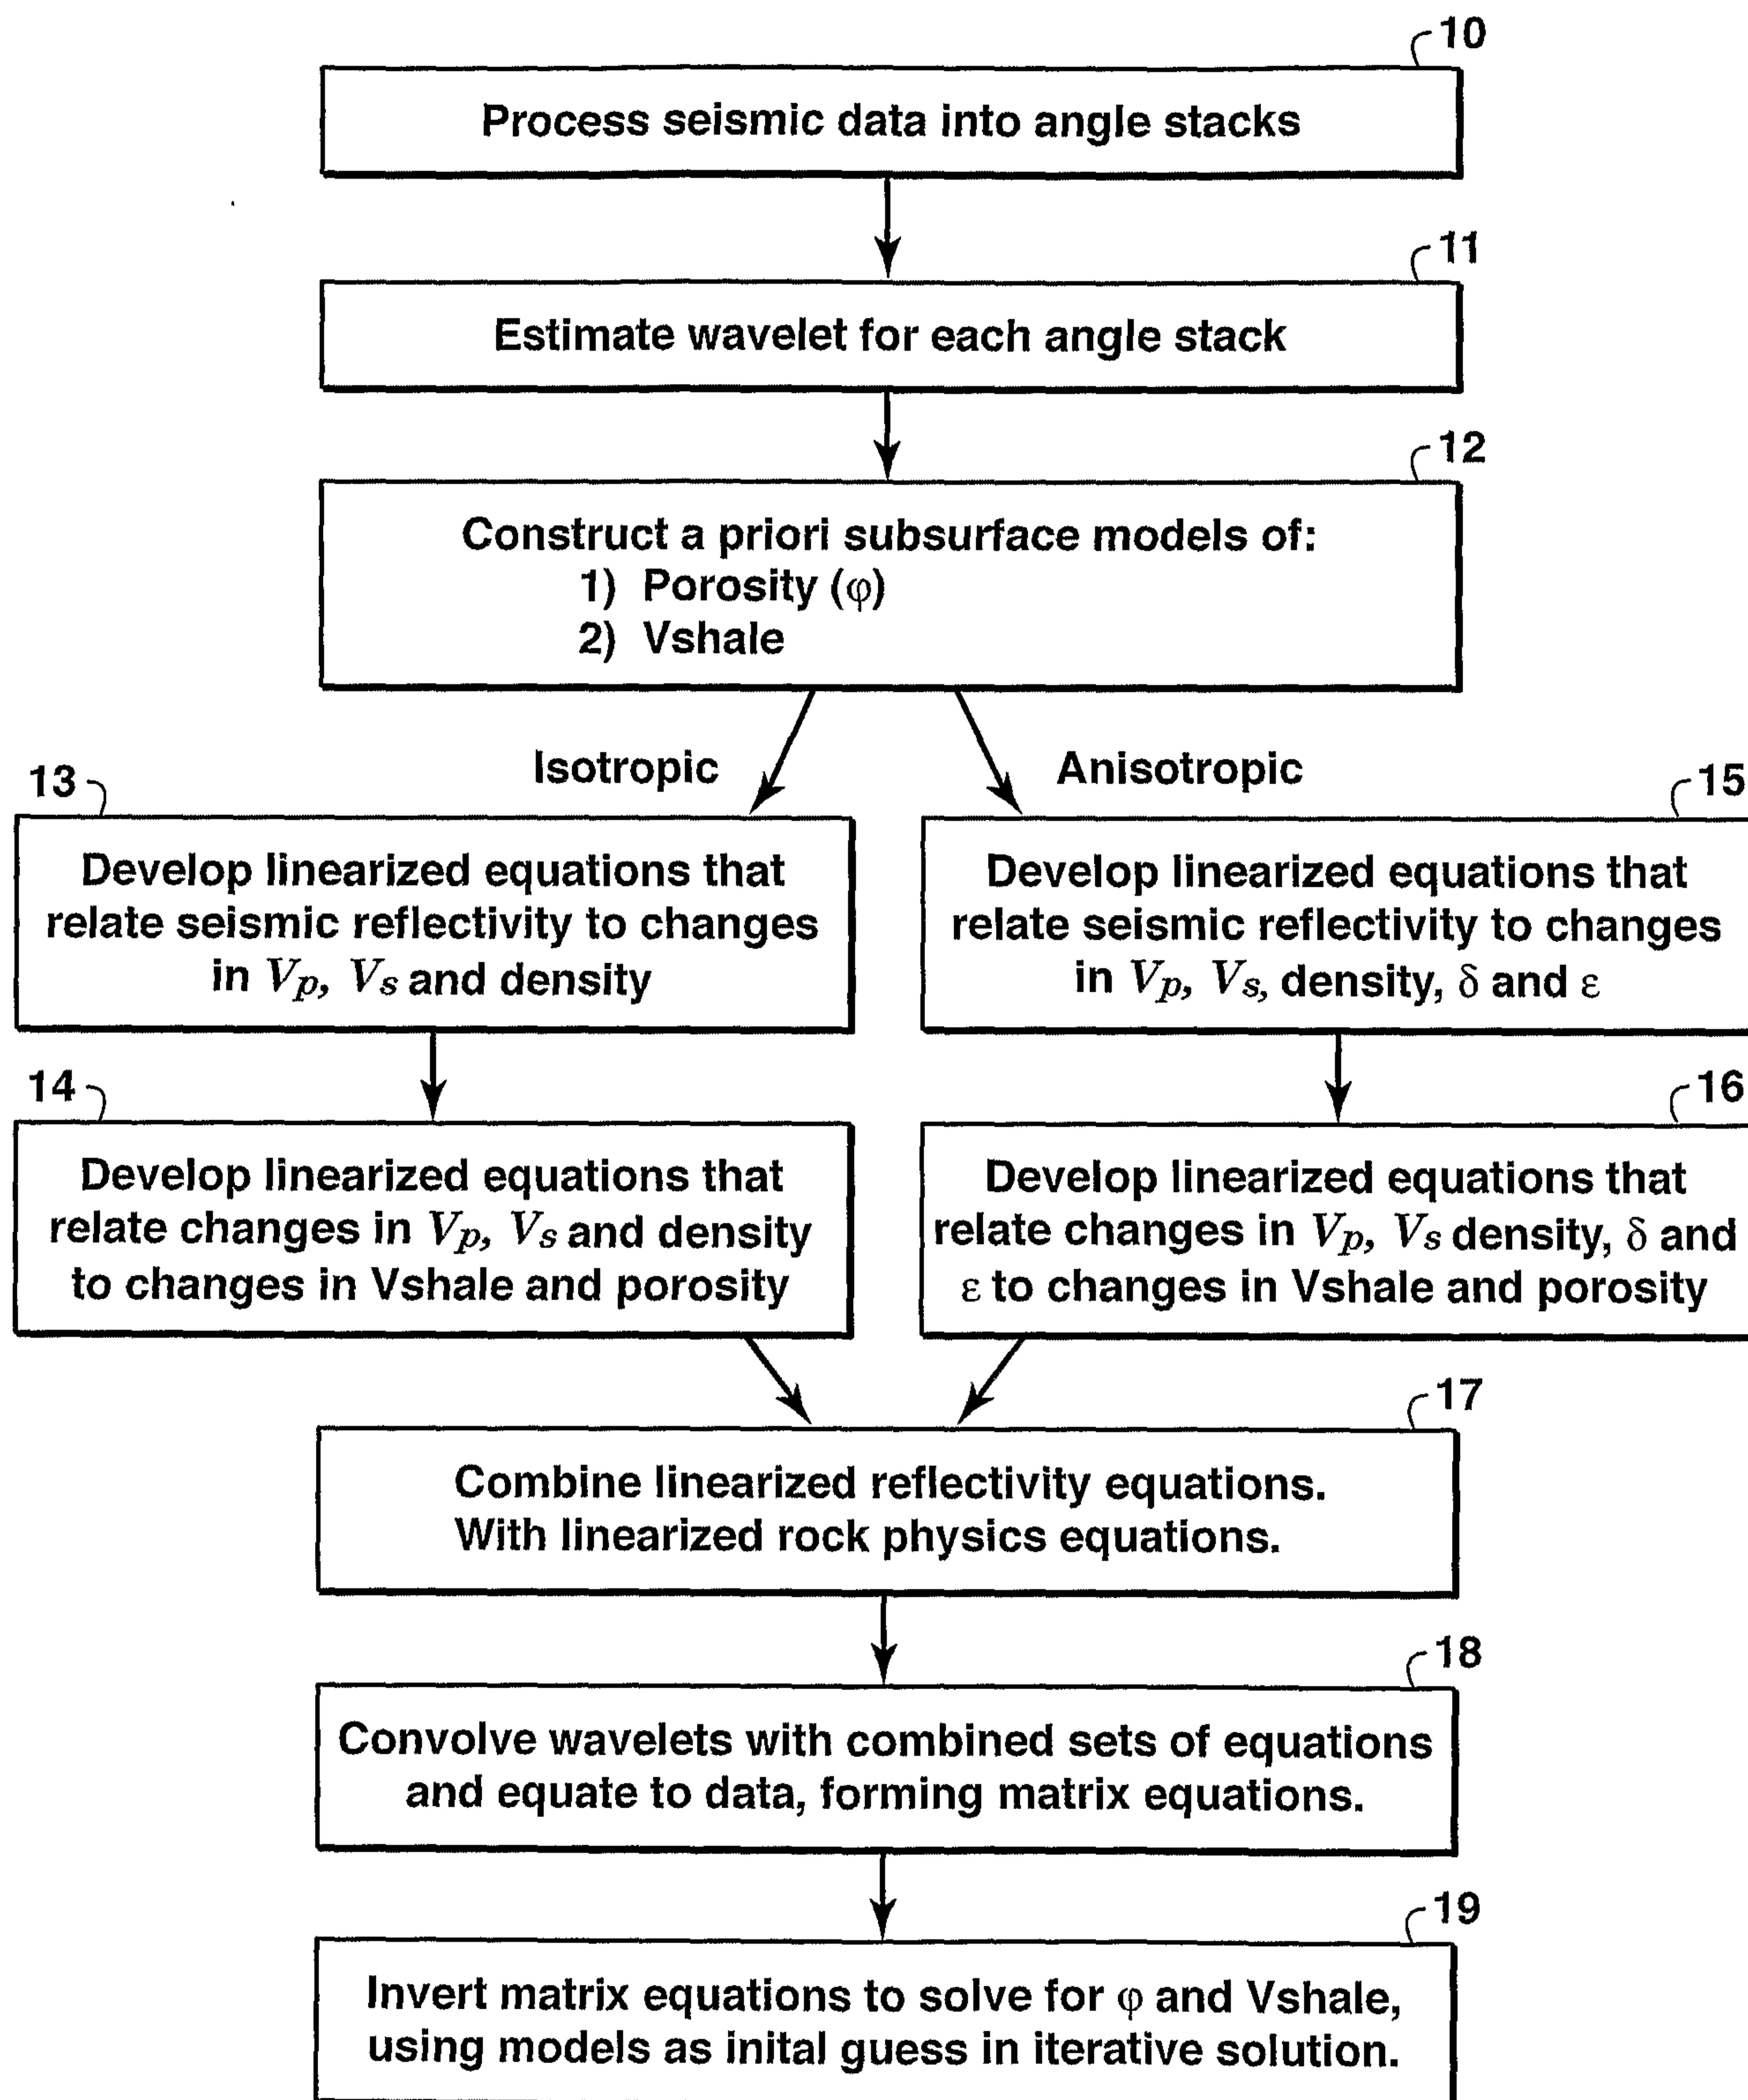 10
Process seismic data into angle stacks
11
Estimate wavelet for each angle stack
12
Construct a priori subsurface models of:
1) Porosity (φ)
2) Vshale
Isotropic
Anisotropic
13
Develop linearized equations that
relate seismic reflectivity to changes
in Vp, Vs and density
15
Develop linearized equations that
relate seismic reflectivity to changes
in Vp, Vs, density, δ and ε
14
Develop linearized equations that
relate changes in Vp, Vs and density
to changes in Vshale and porosity
16
Develop linearized equations that
relate changes in Vp, Vs density, δ and
ε to changes in Vshale and porosity
17
Combine linearized reflectivity equations.
With linearized rock physics equations.
18
Convolve wavelets with combined sets of equations
and equate to data, forming matrix equations.
19
Invert matrix equations to solve for φ and Vshale,
using models as inital guess in iterative solution.